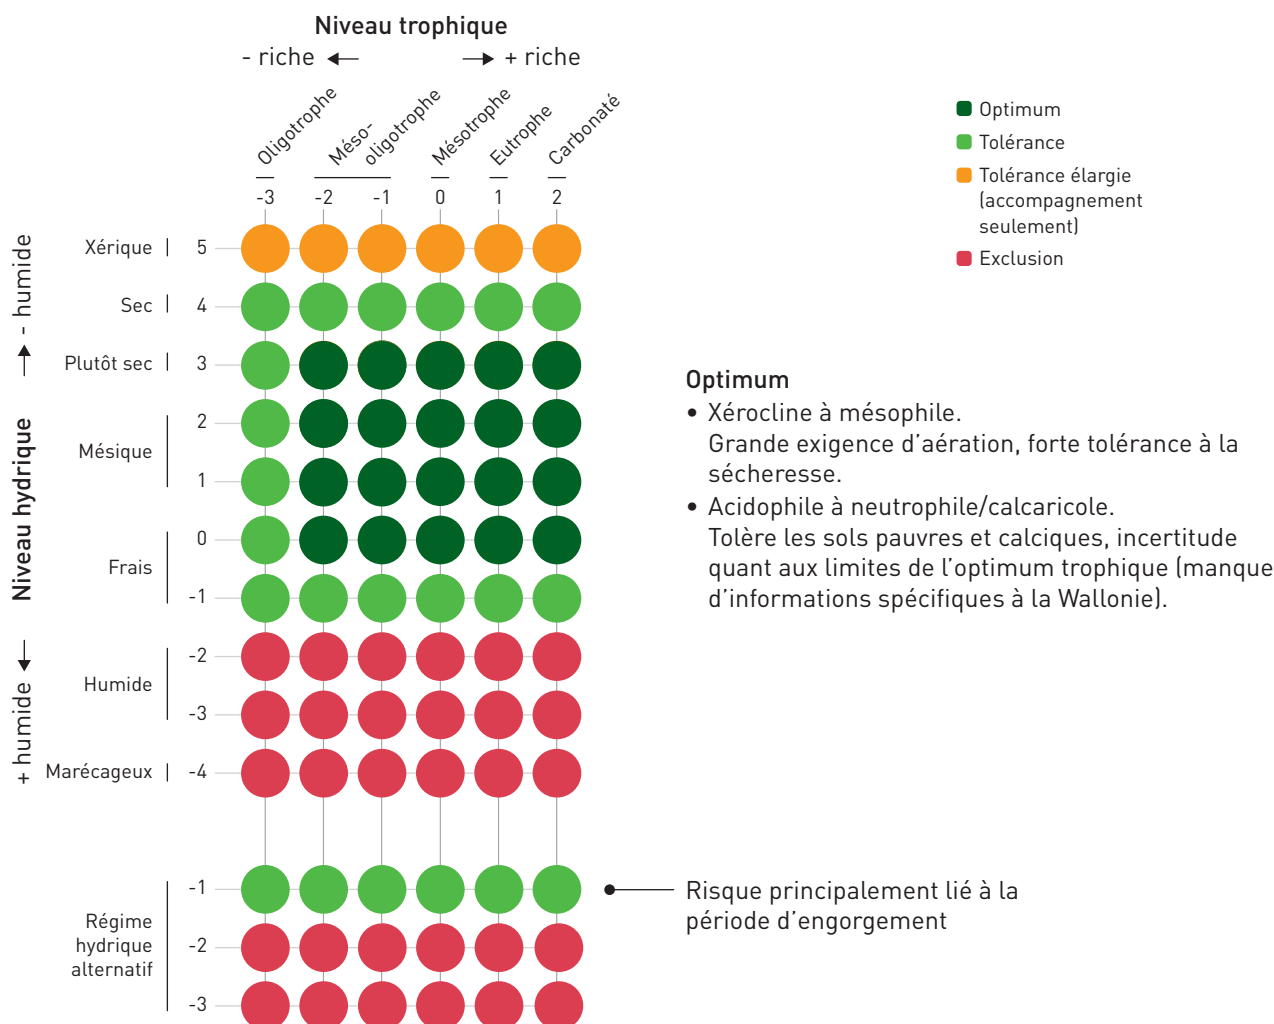 Niveau trophique
- riche
+ riche
Oligotrophe
Méso-
oligotrophe
Mésotrophe
Eutrophe
Carbonaté
-3
-2
-1
0
1
2
Optimum
Tolérance
Tolérance élargie
(accompagnement
seulement)
Exclusion
Niveau hydrique
- humide
+ humide
Xérique
5
Sec
4
Plutôt sec
3
Mésique
2
1
Frais
0
-1
Humide
-2
-3
Marécageux
-4
Régime
hydrique
alternatif
-1
-2
-3
Optimum
• Xérocline à mésophile.
Grande exigence d’aération, forte tolérance à la
sécheresse.
• Acidophile à neutrophile/calcaricole.
Tolère les sols pauvres et calciques, incertitude
quant aux limites de l’optimum trophique (manque
d’informations spécifiques à la Wallonie).
Risque principalement lié à la
période d’engorgement